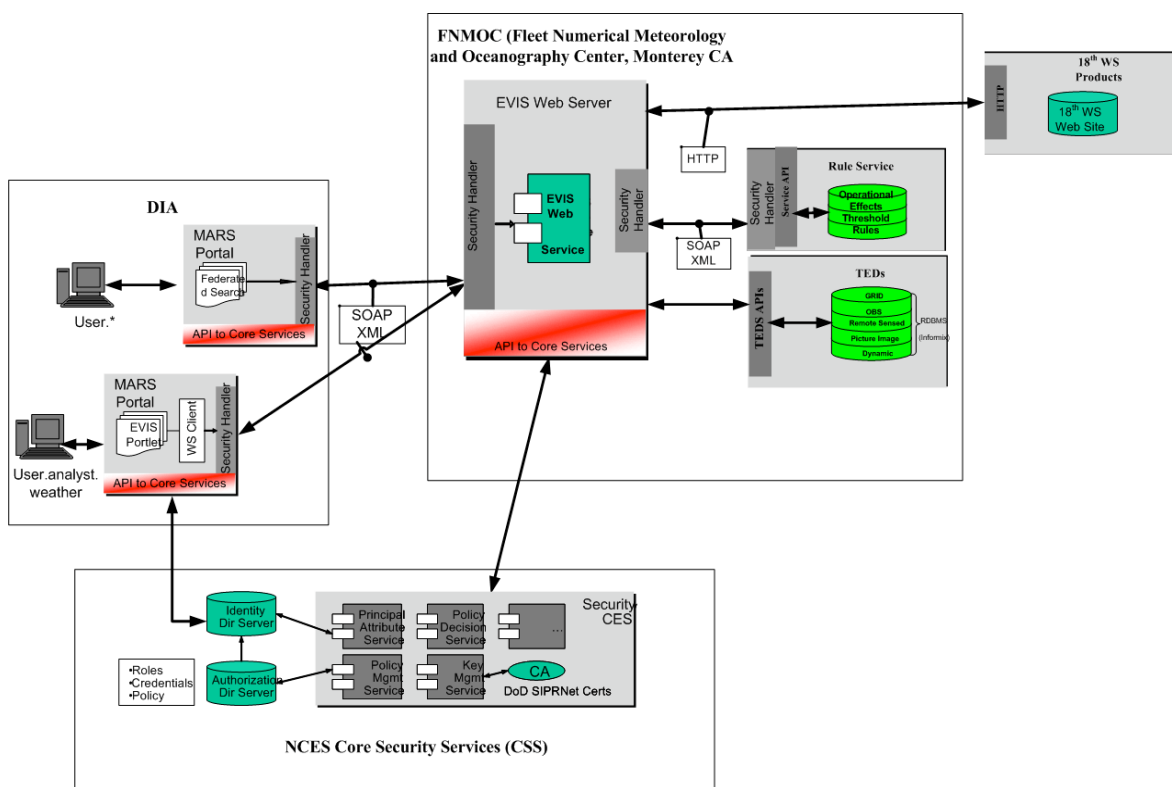 FNMOC (Fleet Numerical Meteorology
and Oceanography Center, Monterey CA
EVIS Web Server
Security Handler
EVIS
Web
Service
Security
Handler
API to Core Services
HTTP
SOAP
XML
18th WS
Products
HTTP
18th WS
Web Site
Rule Service
Security
Handler
Service API
Operational
Effects
Threshold
Rules
TEDs
TEDS APIs
GRID
OBS
Remote Sensed
Picture Image
Dynamic
RDBMS
(Informix)
DIA
MARS
Portal
Federate
d Search
Security Handler
API to Core Services
User.*
SOAP
XML
MARS
Portal
EVIS
Portlet
WS Client
Security Handler
API to Core Services
User.analyst.
weather
Identity
Dir Server
Authorization
Dir Server
•Roles
•Credentials
•Policy
Security
CES
Principal
Attribute
Service
Policy
Decision
Service
...
Policy
Mgmt
Service
Key
Mgmt
Service
CA
DoD SIPRNet Certs
NCES Core Security Services (CSS)